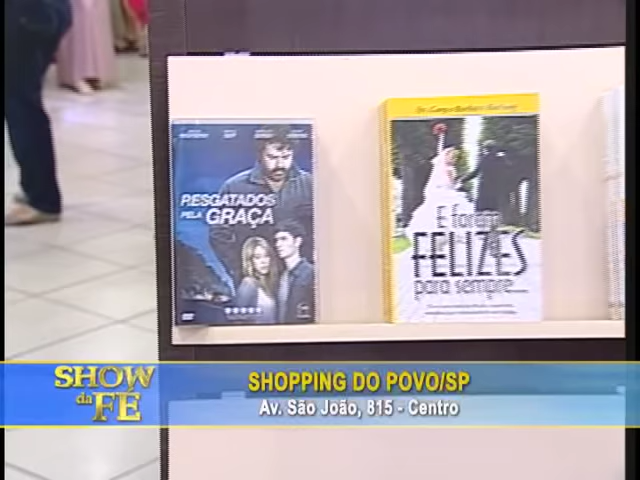 RESGATADOS
PELA GRAÇA
E foram
FELIZES
para sempre...
SHOW
da FÉ
SHOPPING DO POVO/SP
Av. São João, 815 - Centro